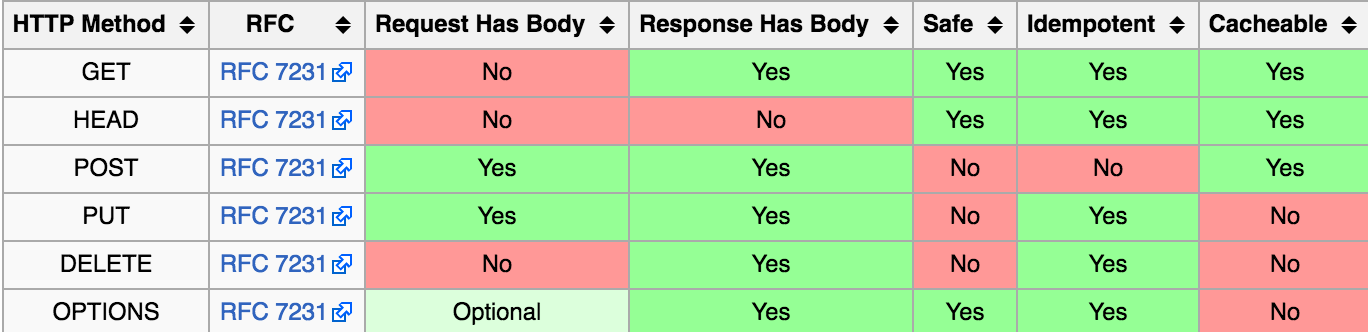 HTTP Method RFC Request Has Body Response Has Body Safe Idempotent Cacheable
GET RFC 7231 No Yes Yes Yes Yes
HEAD RFC 7231 No No Yes Yes Yes
POST RFC 7231 Yes Yes No No Yes
PUT RFC 7231 Yes Yes No Yes No
DELETE RFC 7231 No Yes No Yes No
OPTIONS RFC 7231 Optional Yes Yes Yes No